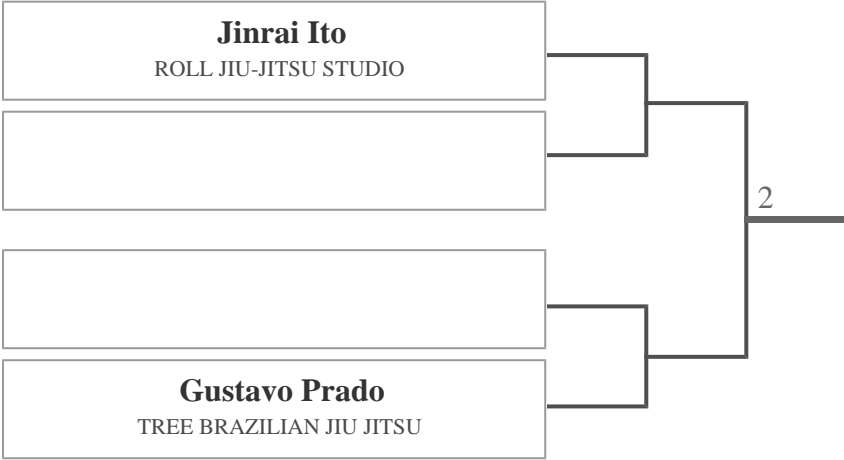 Jinrai Ito
ROLL JIU-JITSU STUDIO
2
Gustavo Prado
TREE BRAZILIAN JIU JITSU